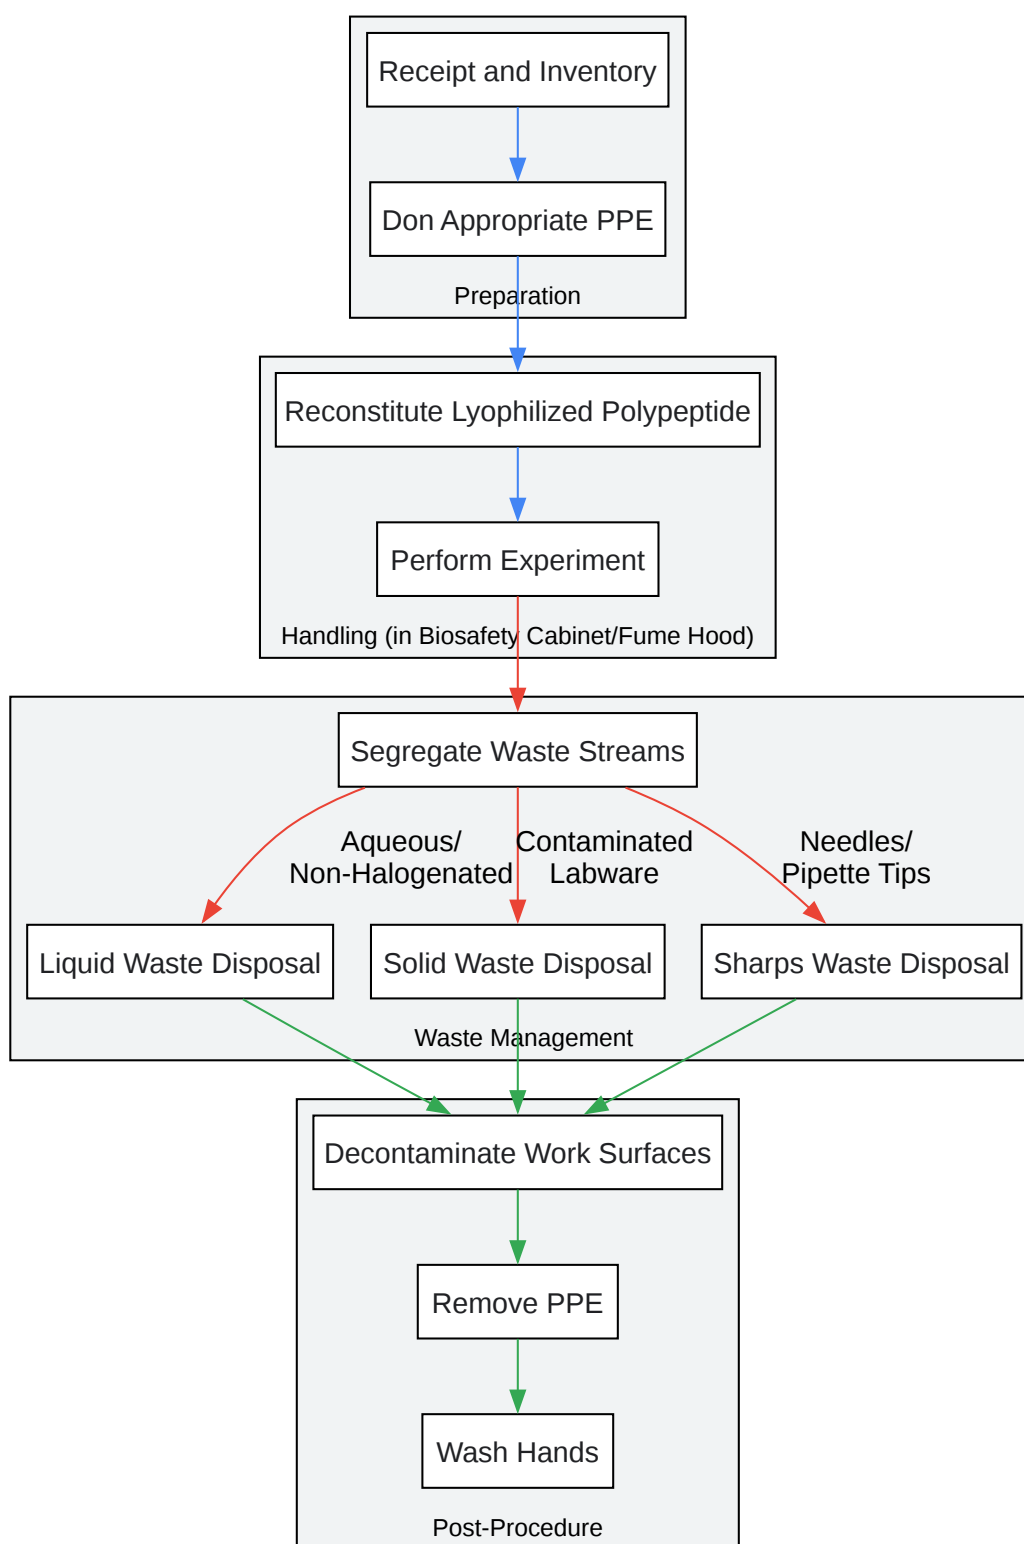 Receipt and Inventory
Don Appropriate PPE
Preparation
Reconstitute Lyophilized Polypeptide
Perform Experiment
Handling (in Biosafety Cabinet/Fume Hood)
Segregate Waste Streams
Aqueous/
Non-Halogenated
Contaminated
Labware
Needles/
Pipette Tips
Liquid Waste Disposal
Solid Waste Disposal
Sharps Waste Disposal
Waste Management
Decontaminate Work Surfaces
Remove PPE
Wash Hands
Post-Procedure